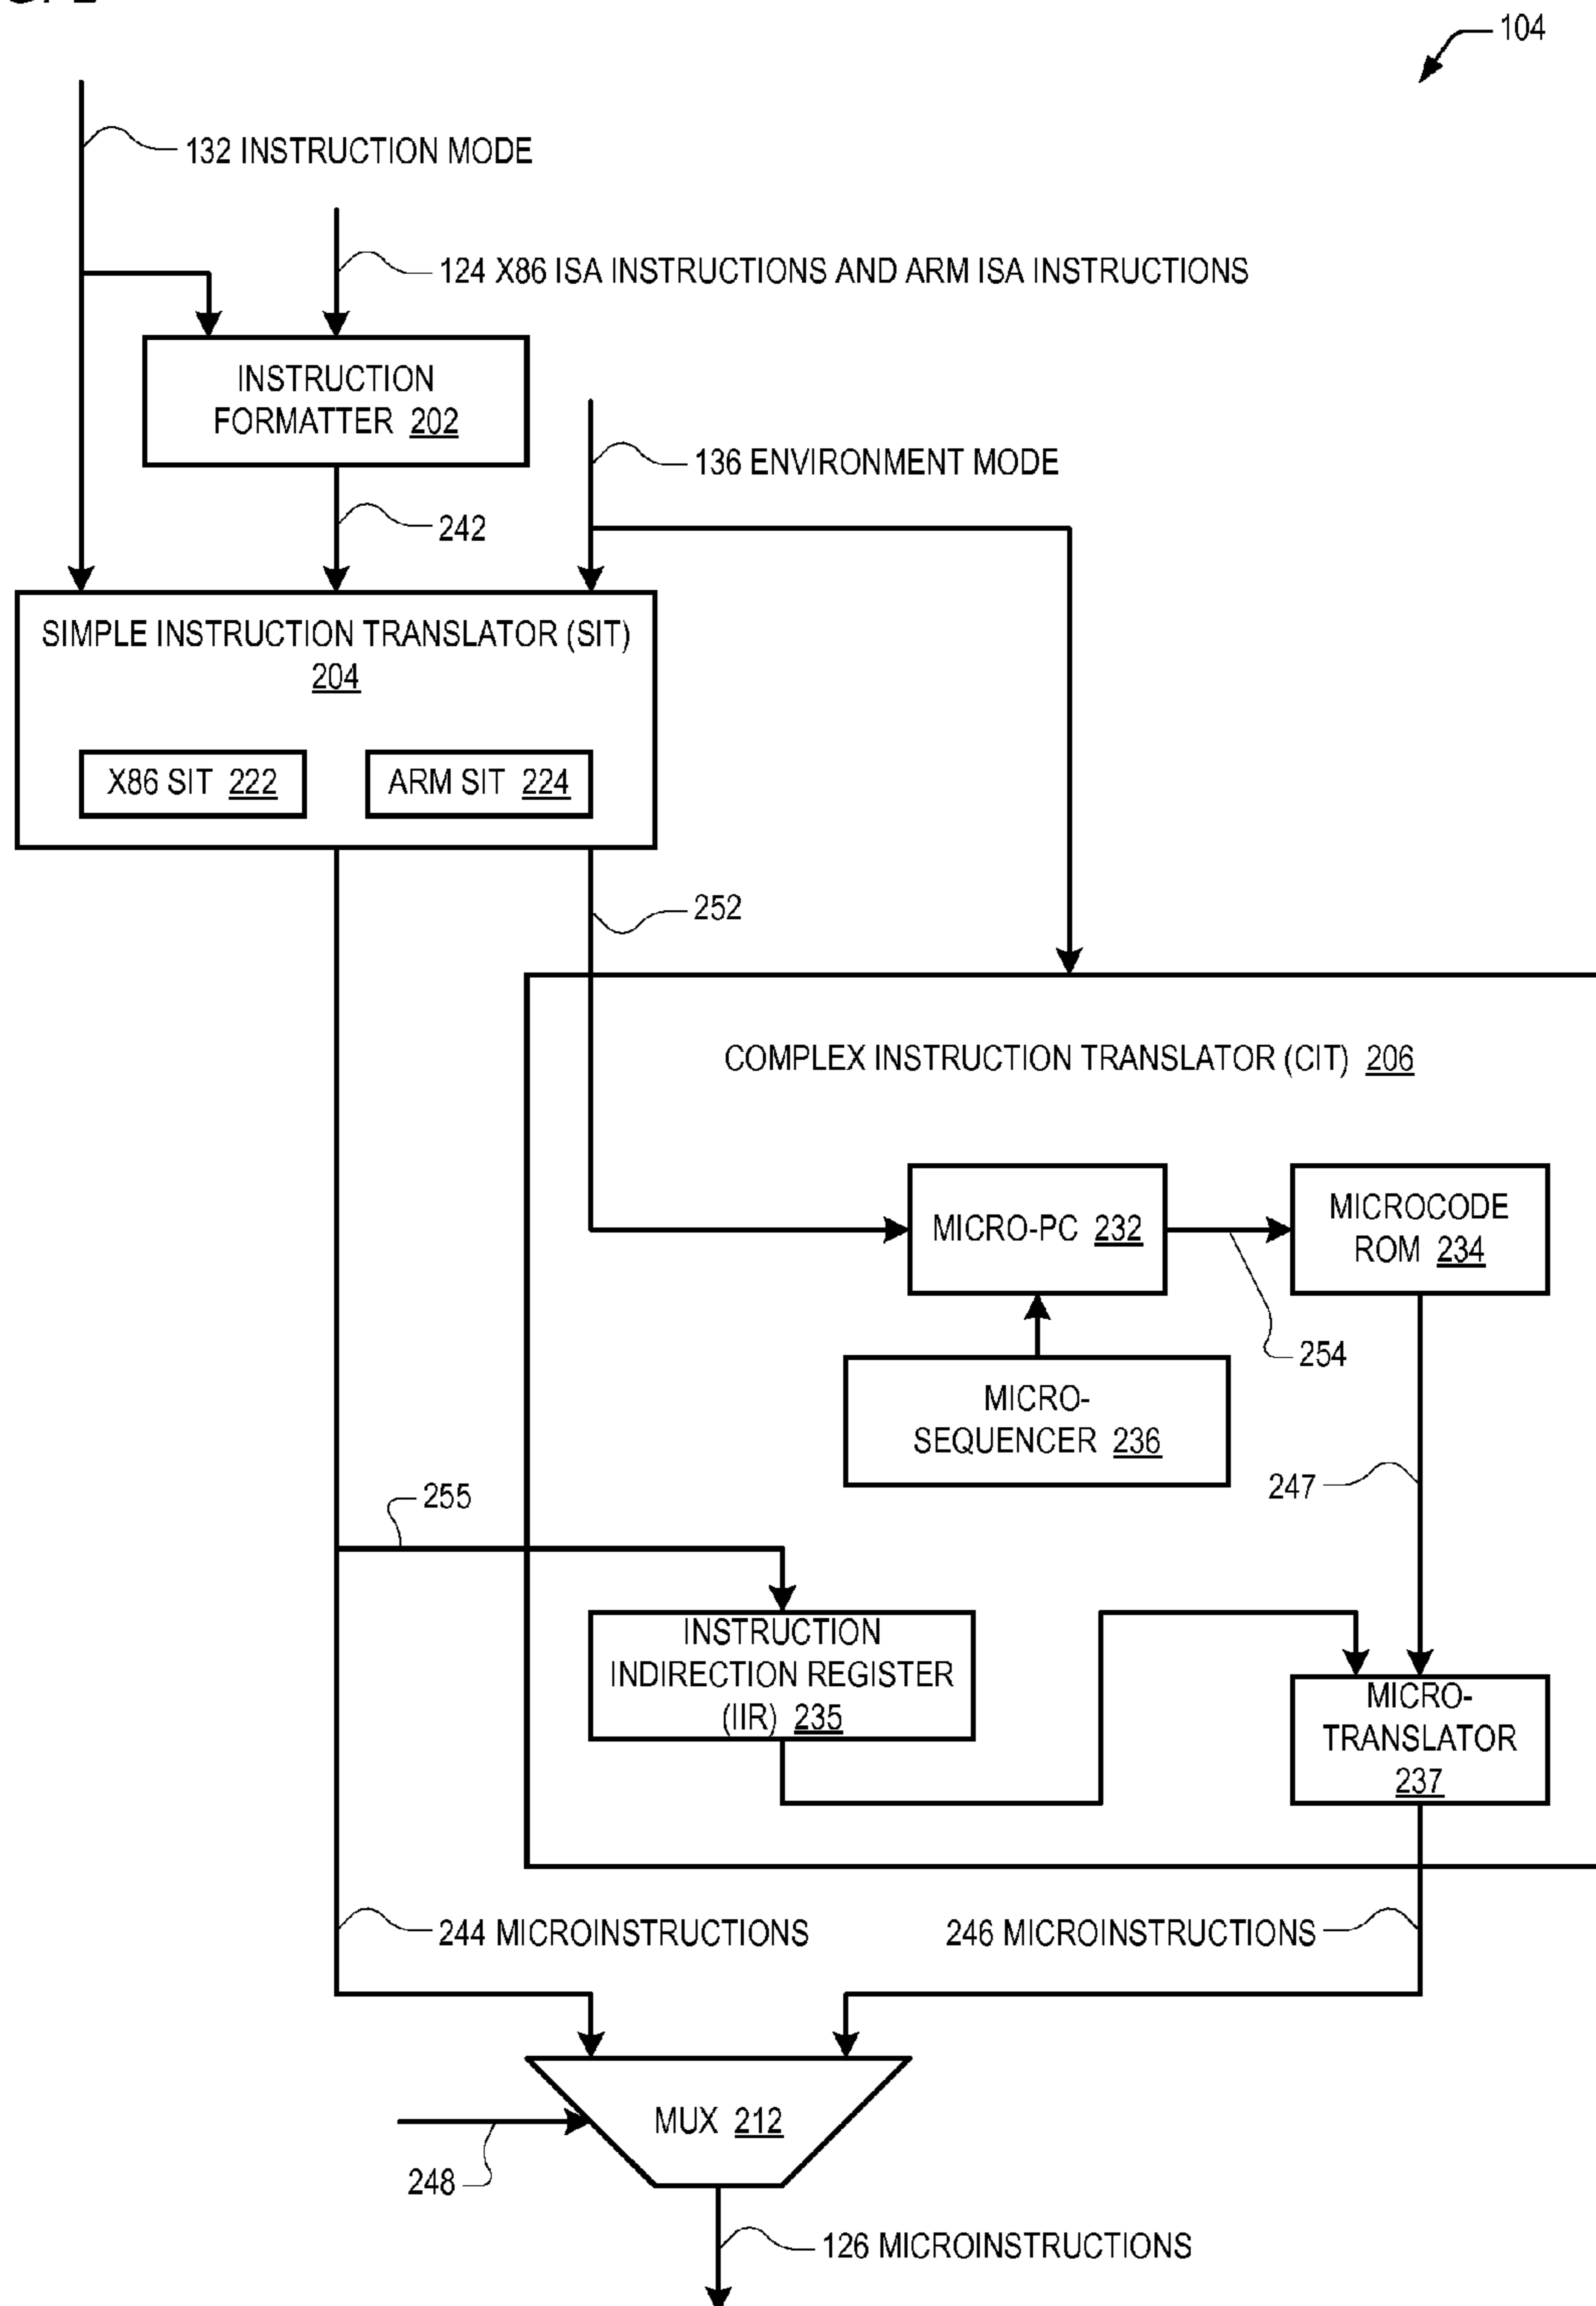 104
132 INSTRUCTION MODE
124 X86 ISA INSTRUCTIONS AND ARM ISA INSTRUCTIONS
INSTRUCTION
FORMATTER 202
136 ENVIRONMENT MODE
242
SIMPLE INSTRUCTION TRANSLATOR (SIT)
204
X86 SIT 222
ARM SIT 224
252
COMPLEX INSTRUCTION TRANSLATOR (CIT) 206
MICRO-PC 232
MICROCODE
ROM 234
254
MICRO-
SEQUENCER 236
247
255
INSTRUCTION
INDIRECTION REGISTER
(IIR) 235
MICRO-
TRANSLATOR
237
244 MICROINSTRUCTIONS
246 MICROINSTRUCTIONS
MUX 212
248
126 MICROINSTRUCTIONS